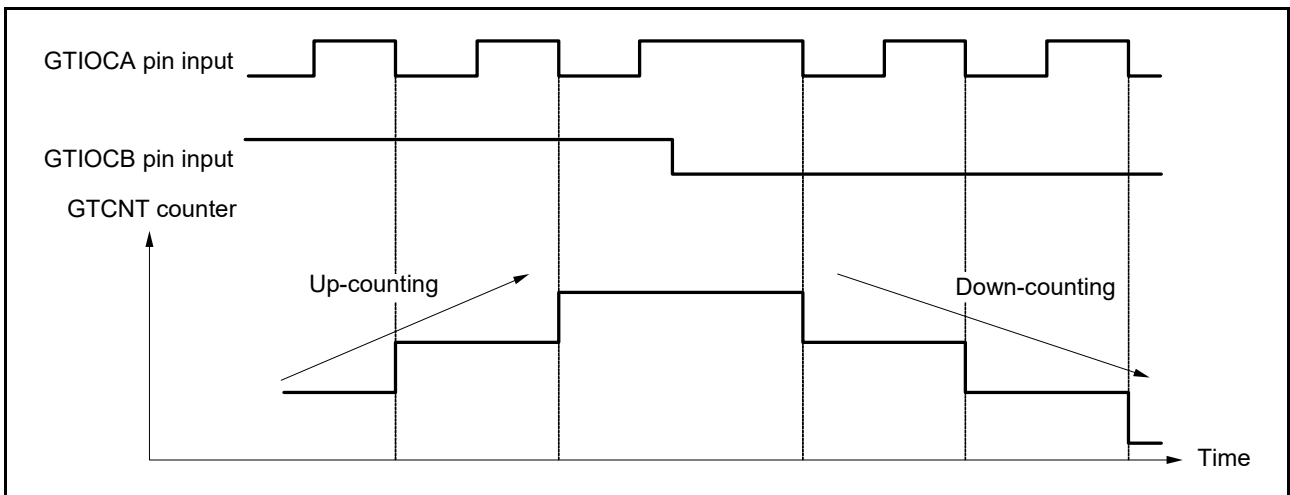 GTIOCA pin input
GTIOCB pin input
GTCNT counter
Up-counting
Down-counting
Time